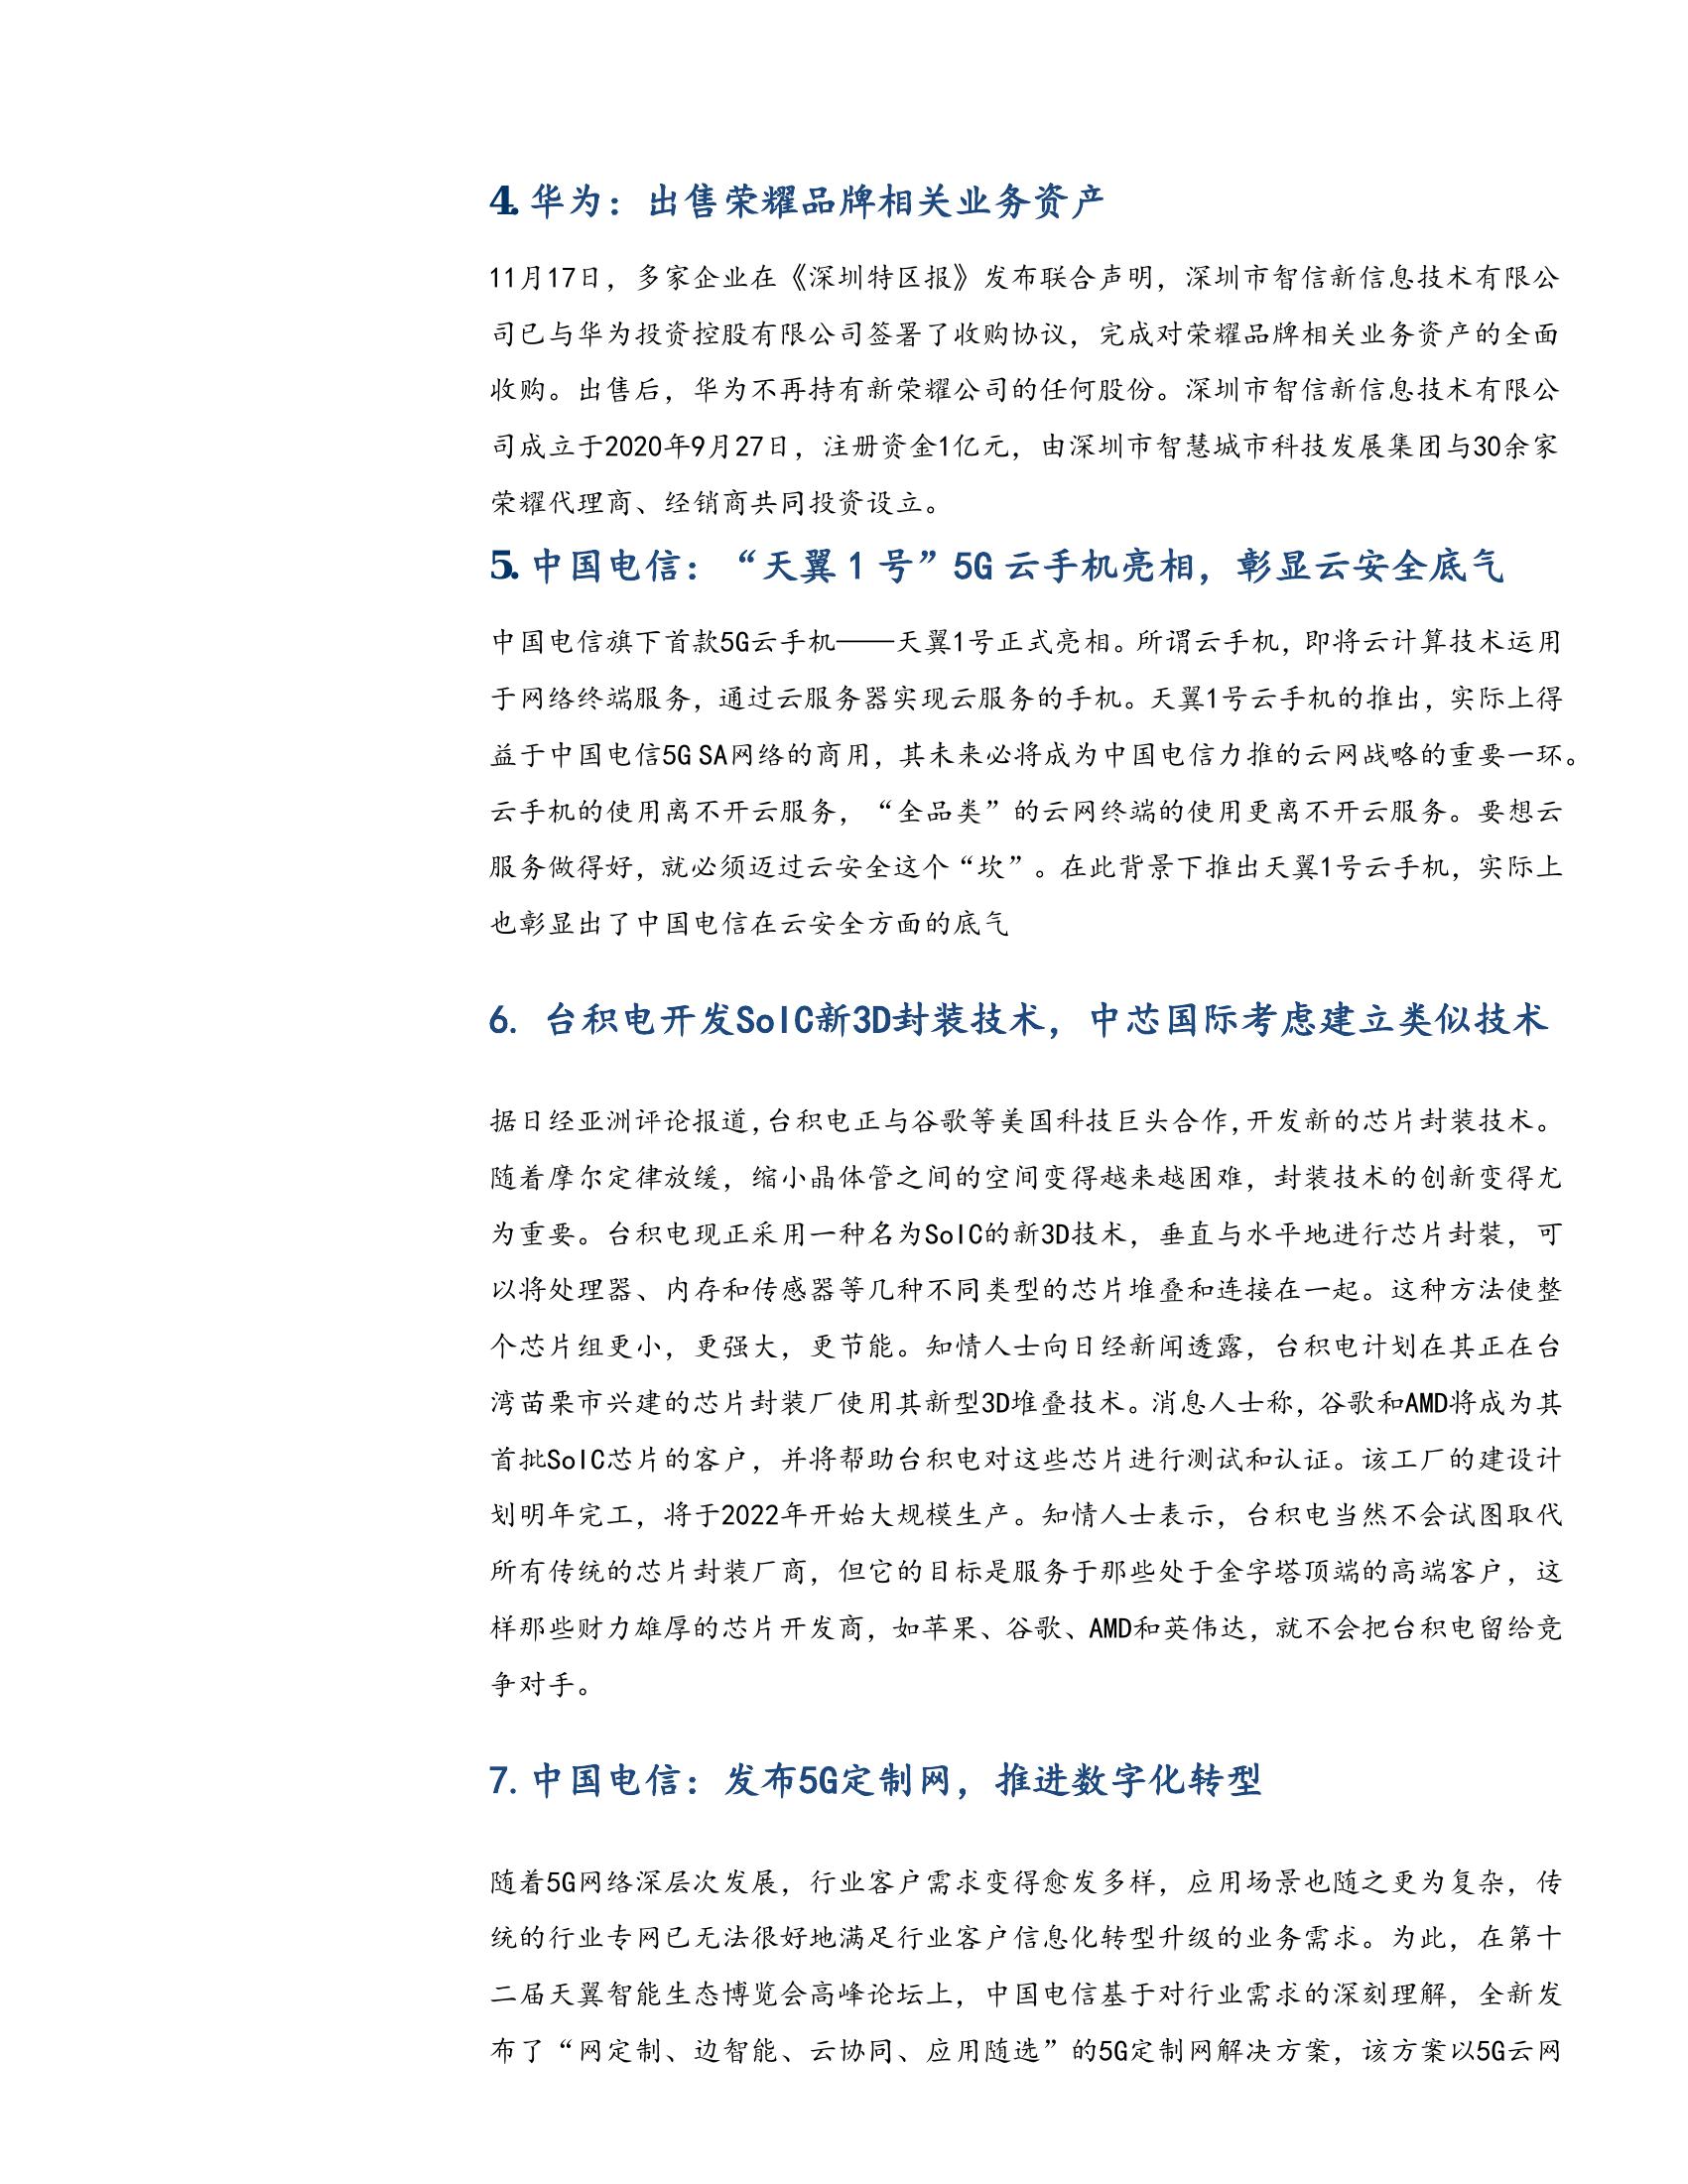 4. 华为：出售荣耀品牌相关业务资产
11月17日，多家企业在《深圳特区报》发布联合声明，深圳市智信新信息技术有限公
司已与华为投资控股有限公司签署了收购协议，完成对荣耀品牌相关业务资产的全面
收购。出售后，华为不再持有新荣耀公司的任何股份。深圳市智信新信息技术有限公
司成立于2020年9月27日，注册资金1亿元，由深圳市智慧城市科技发展集团与30余家
荣耀代理商、经销商共同投资设立。
5. 中国电信：“天翼 1 号”5G 云手机亮相，彰显云安全底气
中国电信旗下首款5G云手机——天翼1号正式亮相。所谓云手机，即将云计算技术运用
于网络终端服务，通过云服务器实现云服务的手机。天翼1号云手机的推出，实际上得
益于中国电信5G SA网络的商用，其未来必将成为中国电信力推的云网战略的重要一环。
云手机的使用离不开云服务，“全品类”的云网终端的使用更离不开云服务。要想云
服务做得好，就必须迈过云安全这个“坎”。在此背景下推出天翼1号云手机，实际上
也彰显出了中国电信在云安全方面的底气
6. 台积电开发SoIC新3D封装技术，中芯国际考虑建立类似技术
据日经亚洲评论报道,台积电正与谷歌等美国科技巨头合作,开发新的芯片封装技术。
随着摩尔定律放缓，缩小晶体管之间的空间变得越来越困难，封装技术的创新变得尤
为重要。台积电现正采用一种名为SoIC的新3D技术，垂直与水平地进行芯片封装，可
以将处理器、内存和传感器等几种不同类型的芯片堆叠和连接在一起。这种方法使整
个芯片组更小，更强大，更节能。知情人士向日经新闻透露，台积电计划在其正在台
湾苗栗市兴建的芯片封装厂使用其新型3D堆叠技术。消息人士称，谷歌和AMD将成为其
首批SoIC芯片的客户，并将帮助台积电对这些芯片进行测试和认证。该工厂的建设计
划明年完工，将于2022年开始大规模生产。知情人士表示，台积电当然不会试图取代
所有传统的芯片封装厂商，但它的目标是服务于那些处于金字塔顶端的高端客户，这
样那些财力雄厚的芯片开发商，如苹果、谷歌、AMD和英伟达，就不会把台积电留给竞
争对手。
7. 中国电信：发布5G定制网，推进数字化转型
随着5G网络深层次发展，行业客户需求变得愈发多样，应用场景也随之更为复杂，传
统的行业专网已无法很好地满足行业客户信息化转型升级的业务需求。为此，在第十
二届天翼智能生态博览会高峰论坛上，中国电信基于对行业需求的深刻理解，全新发
布了“网定制、边智能、云协同、应用随选”的5G定制网解决方案，该方案以5G云网